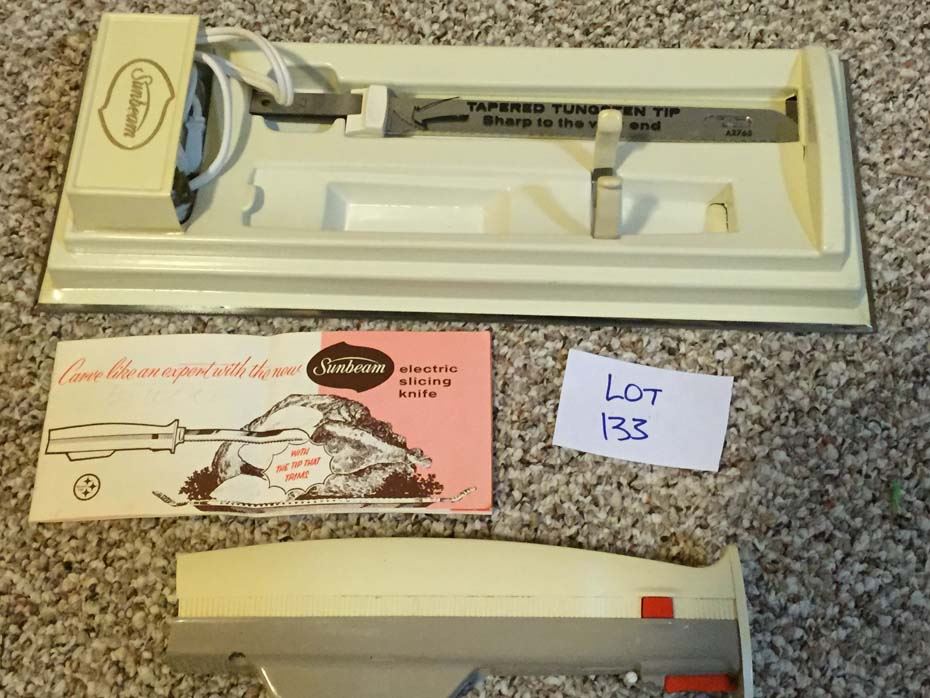 Sunbeam
TAPERED TUNGSTEN TIP
Sharp to the end
A2760
Carve like an expert with the new
Sunbeam
electric
slicing
knife
WITH
THE TIP THAT
TRIMS
LOT
133